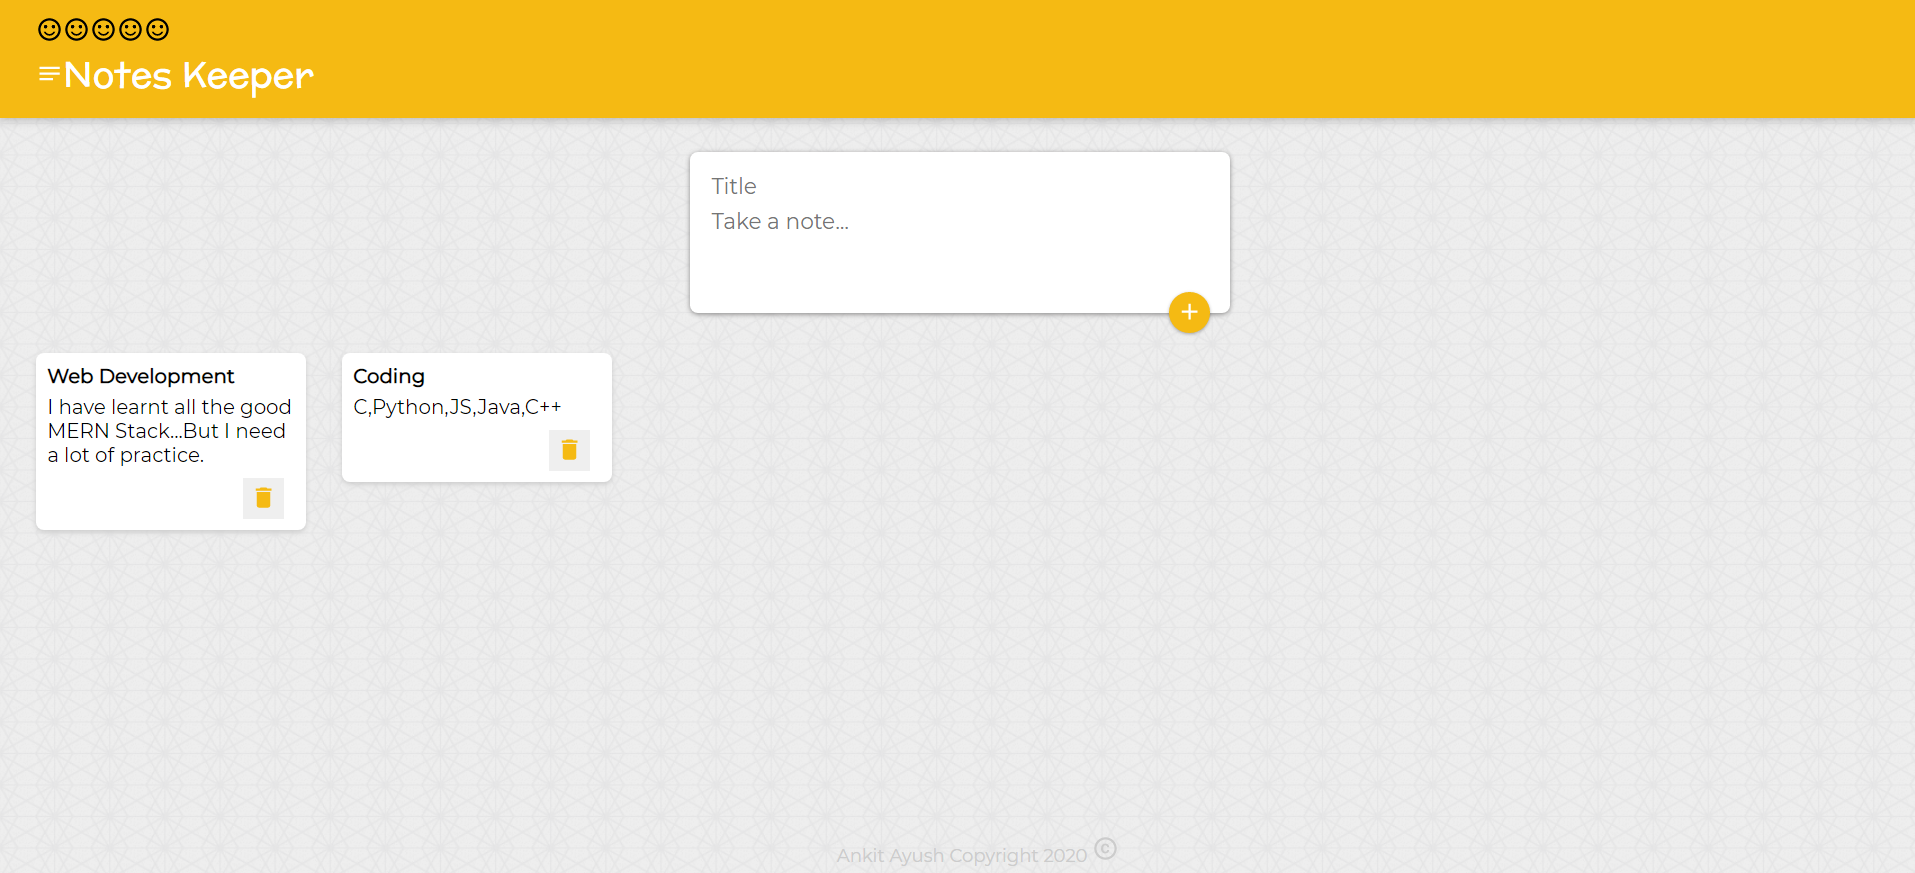 Notes Keeper
Title
Take a note...
Web Development
I have learnt all the good
MERN Stack...But I need
a lot of practice.
Coding
C,Python,JS,Java,C++
Ankit Ayush Copyright 2020 ©